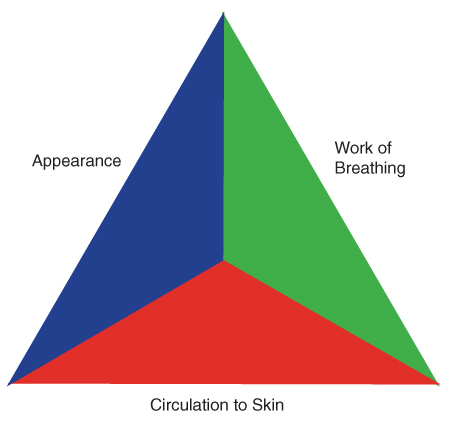 Appearance
Work of
Breathing
Circulation to Skin